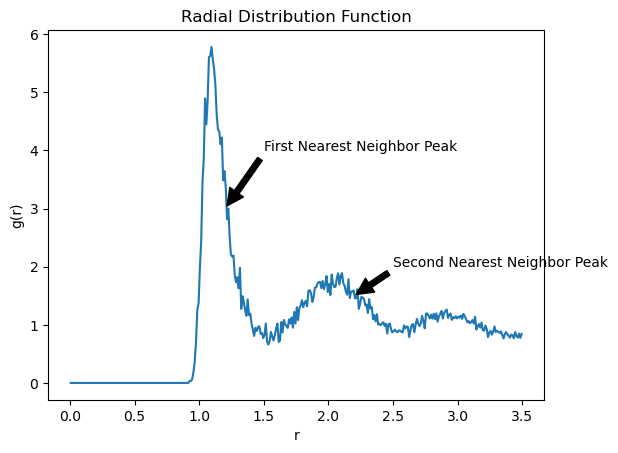 Radial Distribution Function
6
5
4
3
2
1
0
g(r)
First Nearest Neighbor Peak
Second Nearest Neighbor Peak
0.0 0.5 1.0 1.5 2.0 2.5 3.0 3.5
r